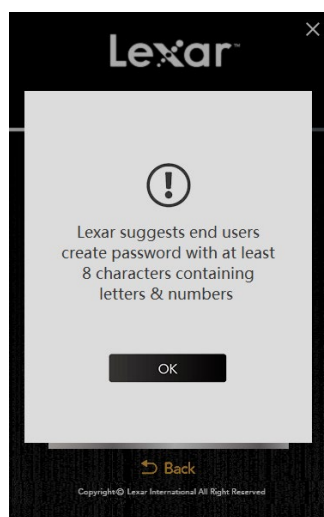 Lexar™
Lexar suggests end users
create password with at least
8 characters containing
letters & numbers
OK
Back
Copyright© Lexar International All Right Reserved